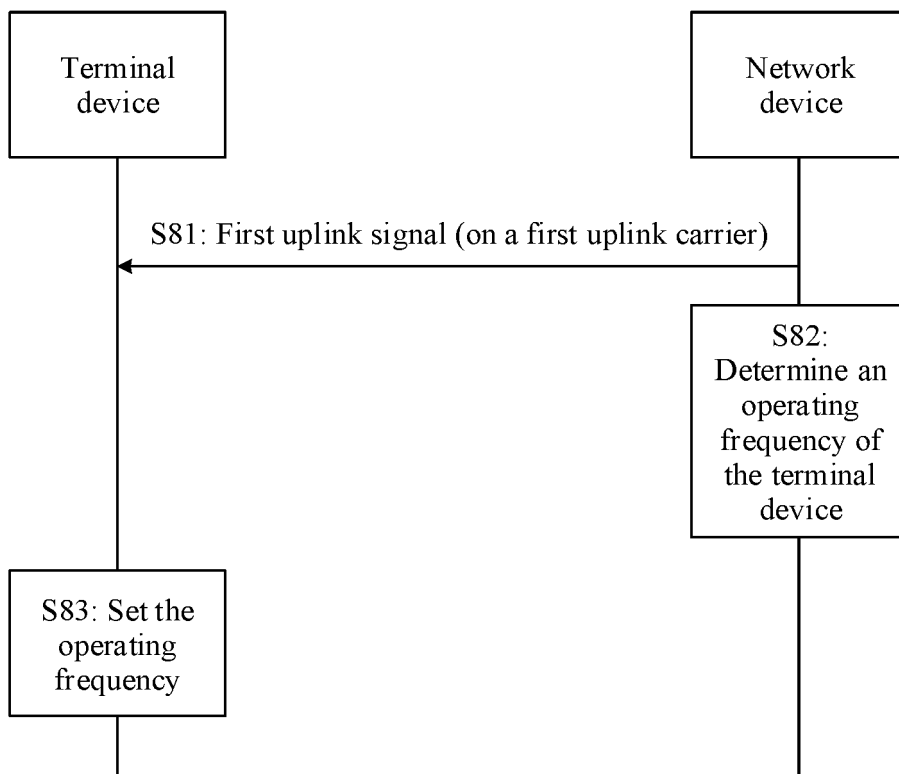 Terminal
device
Network
device
S81: First uplink signal (on a first uplink carrier)
S82:
Determine an
operating
frequency of
the terminal
device
S83: Set the
operating
frequency